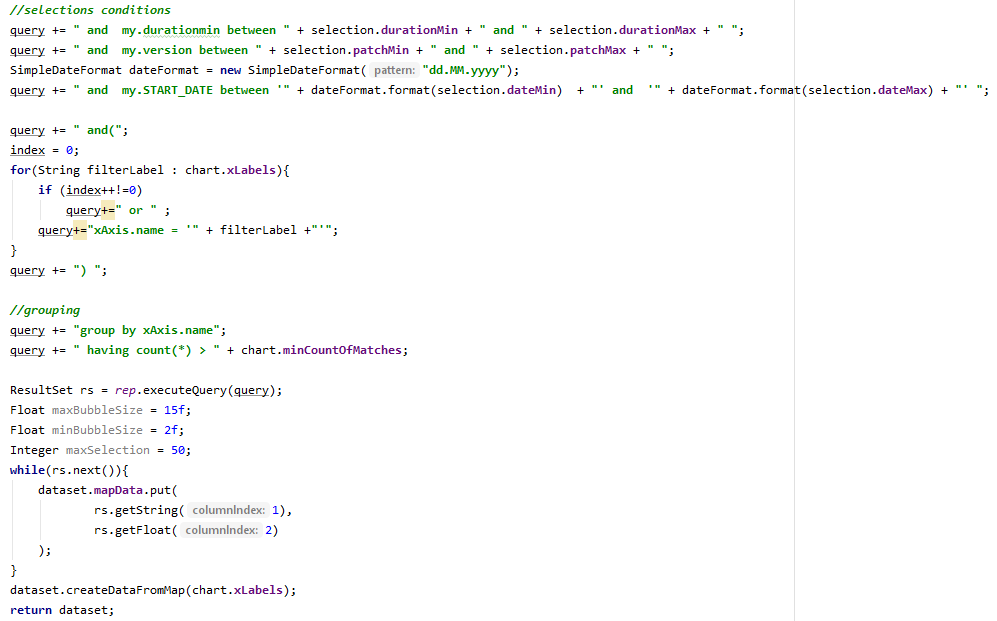 //selections conditions
query += " and  my.durationmin between " + selection.durationMin + " and " + selection.durationMax + " ";
query += " and  my.version between " + selection.patchMin + " and " + selection.patchMax + " ";
SimpleDateFormat dateFormat = new SimpleDateFormat( pattern: "dd.MM.yyyy");
query += " and  my.START_DATE between '" + dateFormat.format(selection.dateMin)  + "' and  '" + dateFormat.format(selection.dateMax) + "' ";
query += " and(";
index = 0;
for(String filterLabel : chart.xLabels){
    if (index++!=0)
        query+=" or " ;
    query+="xAxis.name = '" + filterLabel +"'";
}
query += ") ";
//grouping
query += "group by xAxis.name";
query += " having count(*) > " + chart.minCountOfMatches;
ResultSet rs = rep.executeQuery(query);
Float maxBubbleSize = 15f;
Float minBubbleSize = 2f;
Integer maxSelection = 50;
while(rs.next()){
    dataset.mapData.put(
            rs.getString( columnIndex: 1),
            rs.getFloat( columnIndex: 2)
    );
}
dataset.createDataFromMap(chart.xLabels);
return dataset;